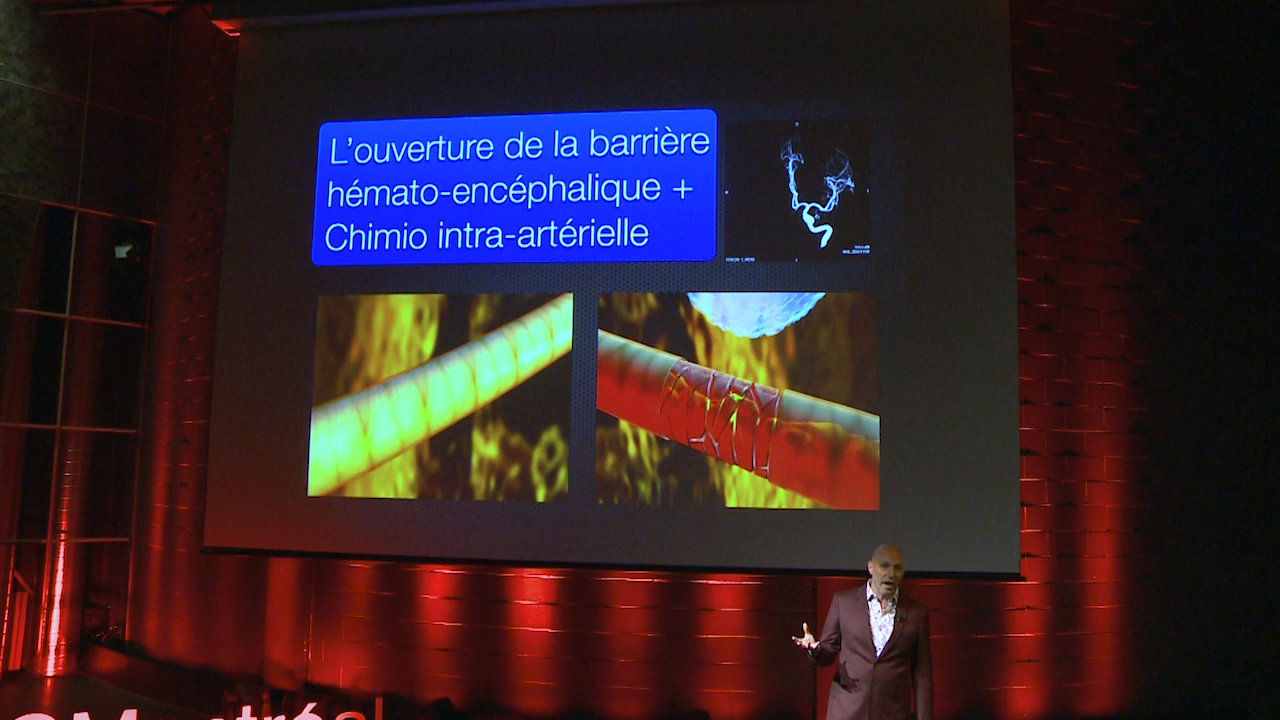 L'ouverture de la barrière
hémato-encéphalique +
Chimio intra-artérielle